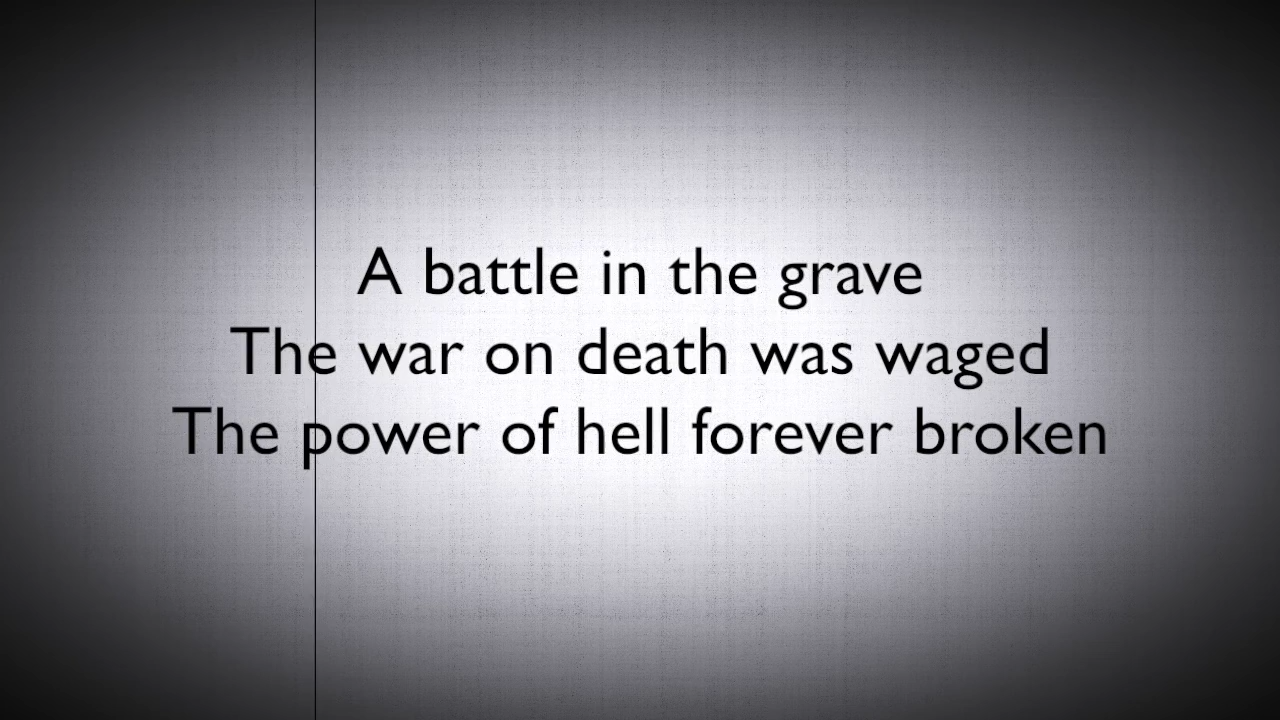 A battle in the grave
The war on death was waged
The power of hell forever broken